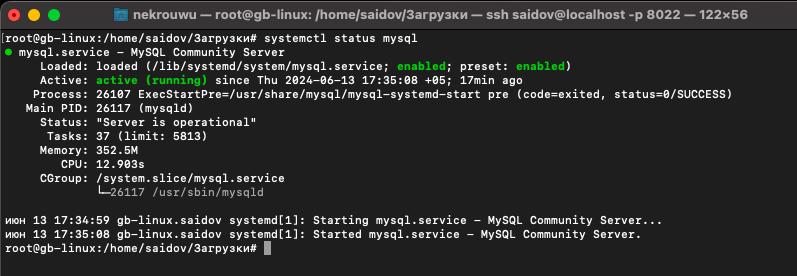 nekrouwu — root@gb-linux: /home/saidov/Загрузки — ssh saidov@localhost -p 8022 — 122×56
[root@gb-linux:/home/saidov/Загрузки# systemctl status mysql
● mysql.service - MySQL Community Server
Loaded: loaded (/lib/systemd/system/mysql.service; enabled; preset: enabled)
Active: active (running) since Thu 2024-06-13 17:35:08 +05; 17min ago
Process: 26107 ExecStartPre=/usr/share/mysql/mysql-systemd-start pre (code=exited, status=0/SUCCESS)
Main PID: 26117 (mysqld)
Status: "Server is operational"
Tasks: 37 (limit: 5813)
Memory: 352.5M
CPU: 12.903s
CGroup: /system.slice/mysql.service
└─26117 /usr/sbin/mysqld
июн 13 17:34:59 gb-linux.saidov systemd[1]: Starting mysql.service - MySQL Community Server...
июн 13 17:35:08 gb-linux.saidov systemd[1]: Started mysql.service - MySQL Community Server.
root@gb-linux:/home/saidov/Загрузки#